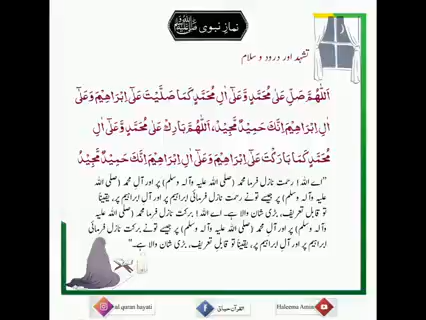 نمازِ نبوی ﷺ
تشہد اور درود و سلام
اَللّٰهُمَّ صَلِّ عَلٰی مُحَمَّدٍ وَّعَلٰٓی اٰلِ مُحَمَّدٍ کَمَا صَلَّیْتَ عَلٰٓی اِبْرَاهِیْمَ وَعَلٰٓی
اٰلِ اِبْرَاهِیْمَ اِنَّکَ حَمِیْدٌ مَّجِیْدٌ، اَللّٰهُمَّ بَارِکْ عَلٰی مُحَمَّدٍ وَّعَلٰٓی اٰلِ
مُحَمَّدٍ کَمَا بَارَکْتَ عَلٰٓی اِبْرَاهِیْمَ وَعَلٰٓی اٰلِ اِبْرَاهِیْمَ اِنَّکَ حَمِیْدٌ مَّجِیْدٌ
"اے اللہ! رحمت نازل فرما محمد (صلی اللہ علیہ وآلہ وسلم) پر اور آلِ محمد (صلی اللہ
علیہ وآلہ وسلم) پر جیسے تونے رحمت نازل فرمائی ابراہیم پر اور آلِ ابراہیم پر، یقیناً
تو قابلِ تعریف، بڑی شان والا ہے۔ اے اللہ! برکت نازل فرما محمد (صلی اللہ علیہ
وآلہ وسلم) پر اور آلِ محمد (صلی اللہ علیہ وآلہ وسلم) پر جیسے تونے برکت نازل فرمائی
ابراہیم پر اور آلِ ابراہیم پر، یقیناً تو قابلِ تعریف، بڑی شان والا ہے۔"
al.quran.hayati
القرآن حیاتی
Haleema Aman